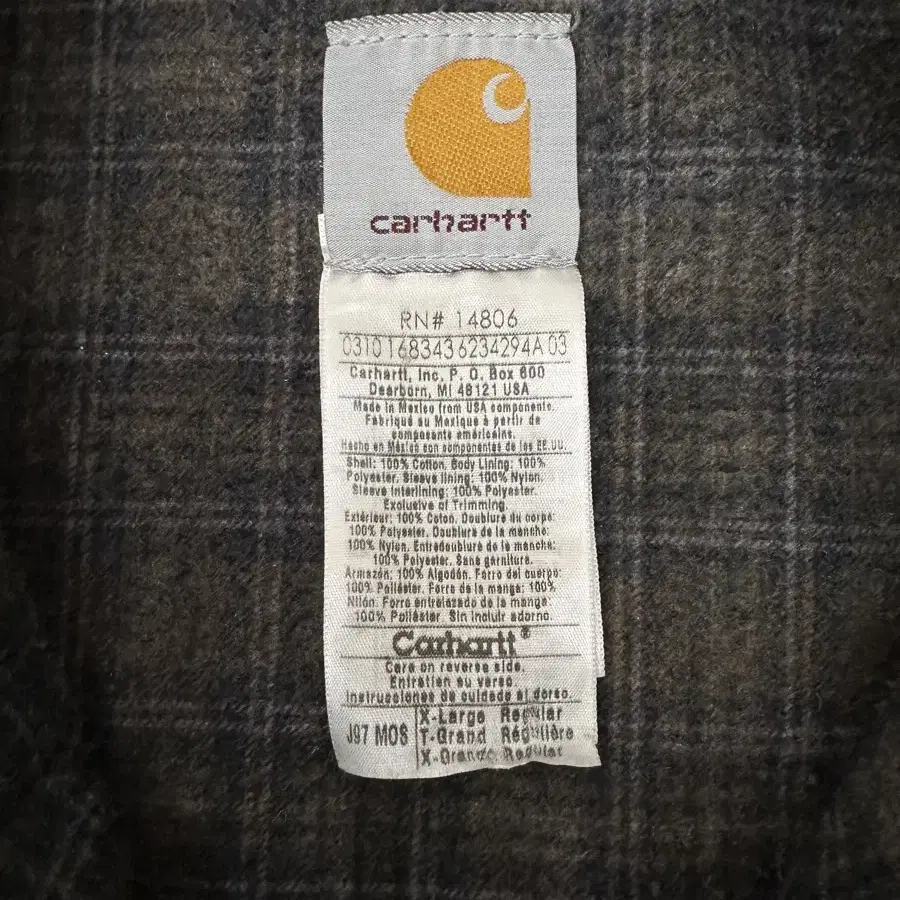 carhartt
RN# 14806
0310 1683436234294A 03
Carhartt, Inc. P. O. Box 600
Dearborn, MI 48121 USA
Made in Mexico from USA components.
Fabriqué au Mexique à partir de
composants américains.
Hecho en México con componentes de los EE.UU.
Shell: 100% Cotton. Body Lining: 100%
Polyester. Sleeve lining: 100% Nylon.
Sleeve Interlining: 100% Polyester.
Exclusive of Trimming.
Extérieur: 100% Coton. Doublure du corps:
100% Polyester. Doublure de la manche:
100% Nylon. Entredoublure de la manche:
100% Polyester. Sans garniture.
Armazón: 100% Algodón. Forro del cuerpo:
100% Poliéster. Forro de la manga: 100%
Nilón. Forro entrelazado de la manga:
100% Poliéster. Sin incluir adorno.
Carhartt®
Care on reverse side.
Entretien au verso.
Instrucciones de cuidado al dorso.
J97 MOS
X-Large Regular
T-Grand Régulière
X-Grande Regular